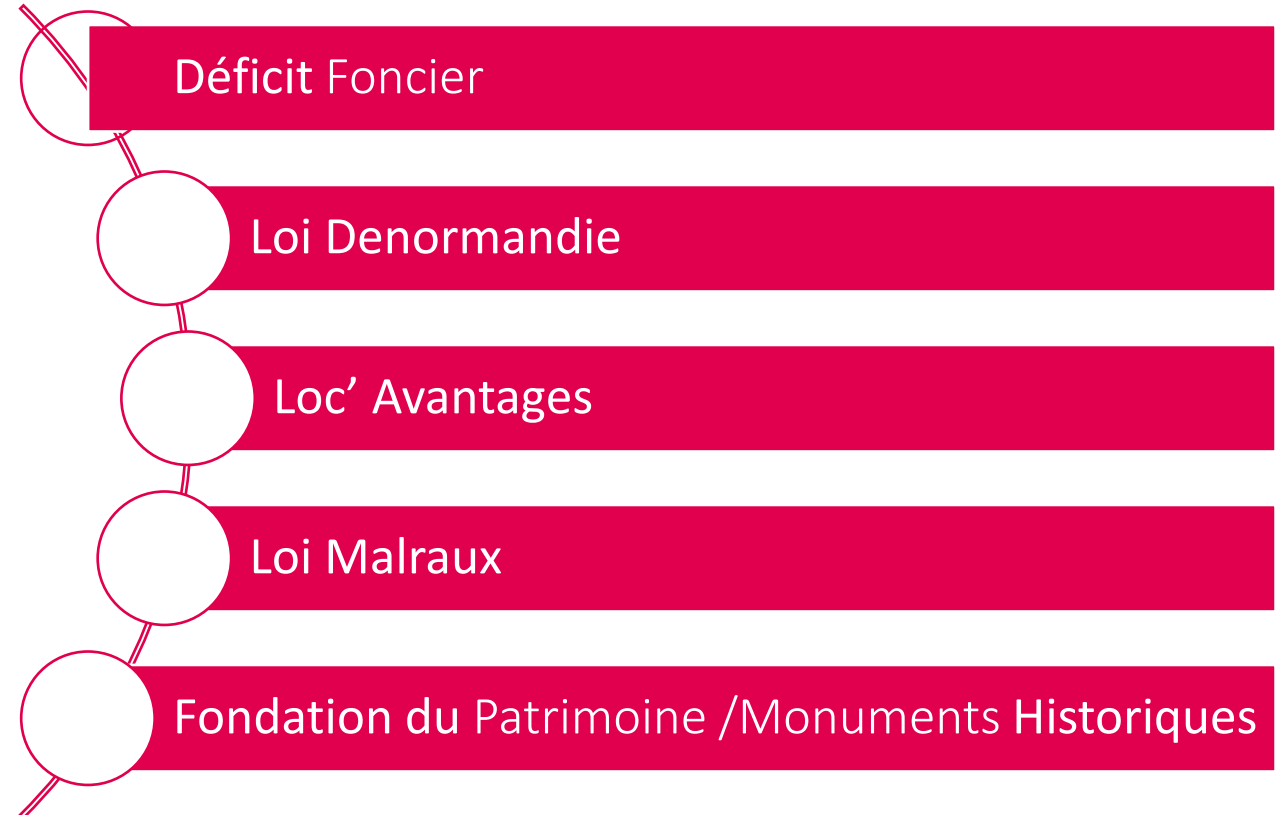 Déficit Foncier
Loi Denormandie
Loc’ Avantages
Loi Malraux
Fondation du Patrimoine /Monuments Historiques